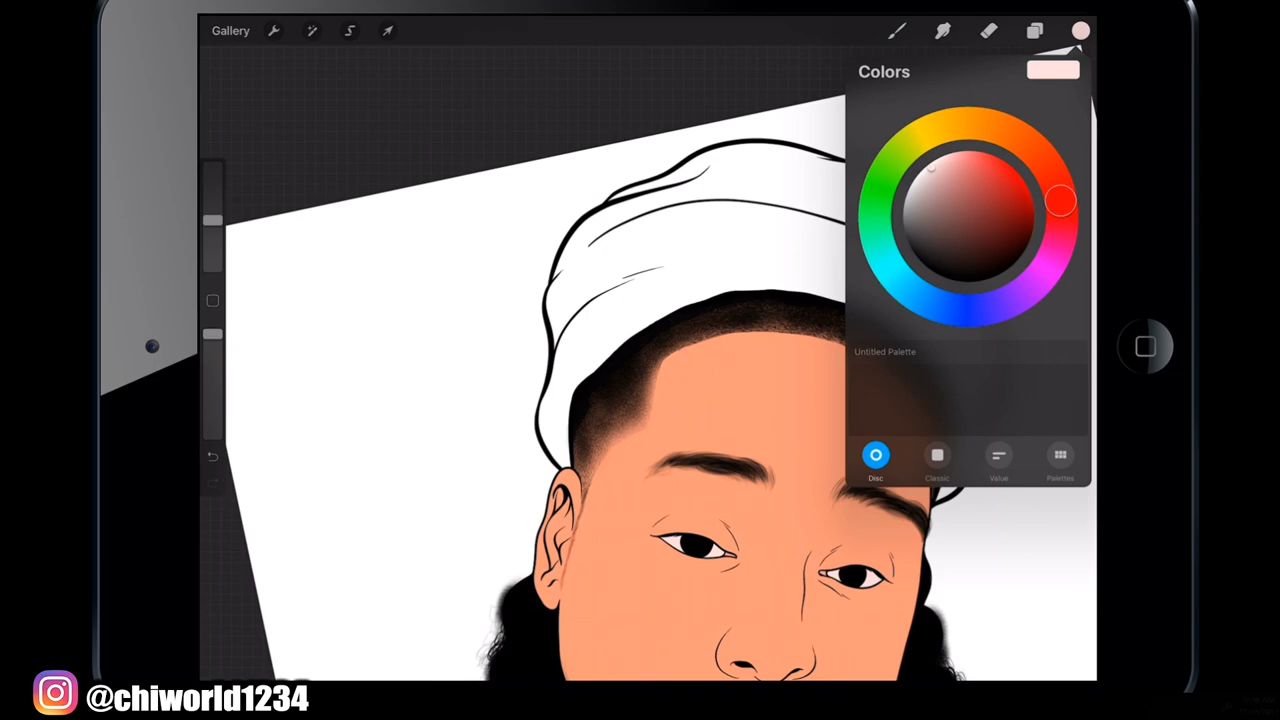 Gallery
Colors
Untitled Palette
Disc
Classic
Value
Palettes
@chiworld1234